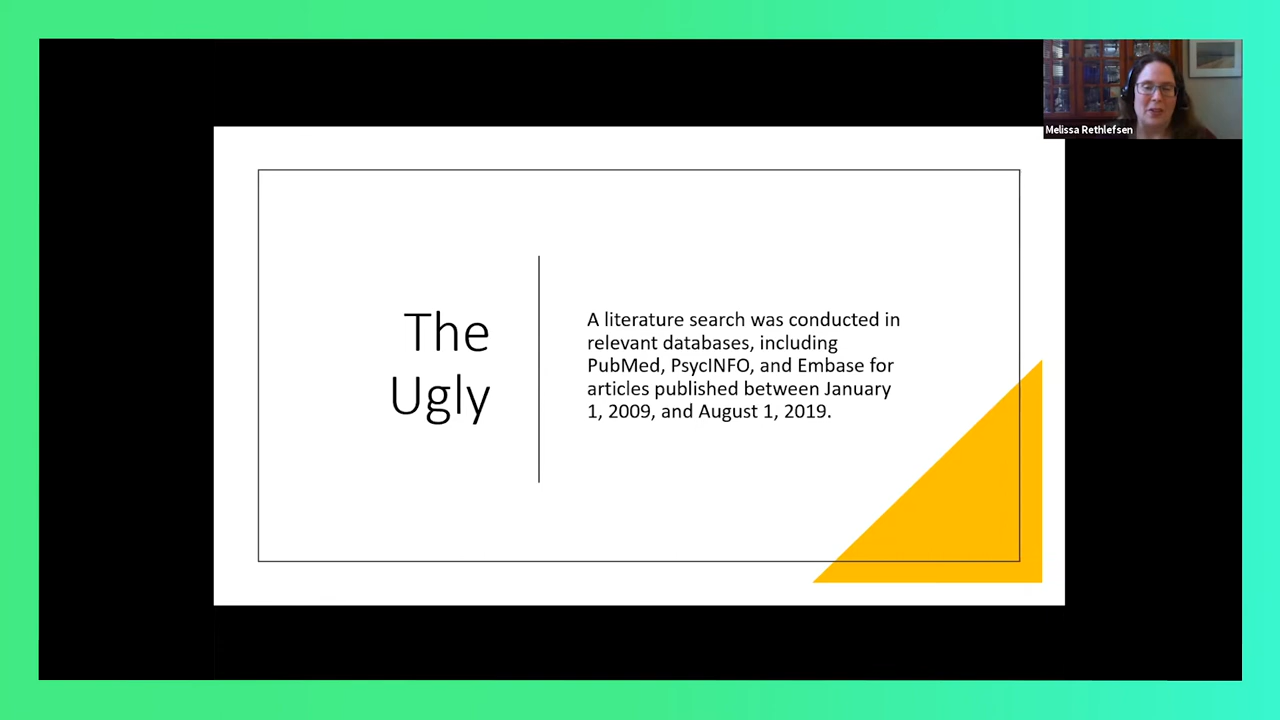 Melissa Rethlefsen
The
Ugly
A literature search was conducted in
relevant databases, including
PubMed, PsycINFO, and Embase for
articles published between January
1, 2009, and August 1, 2019.